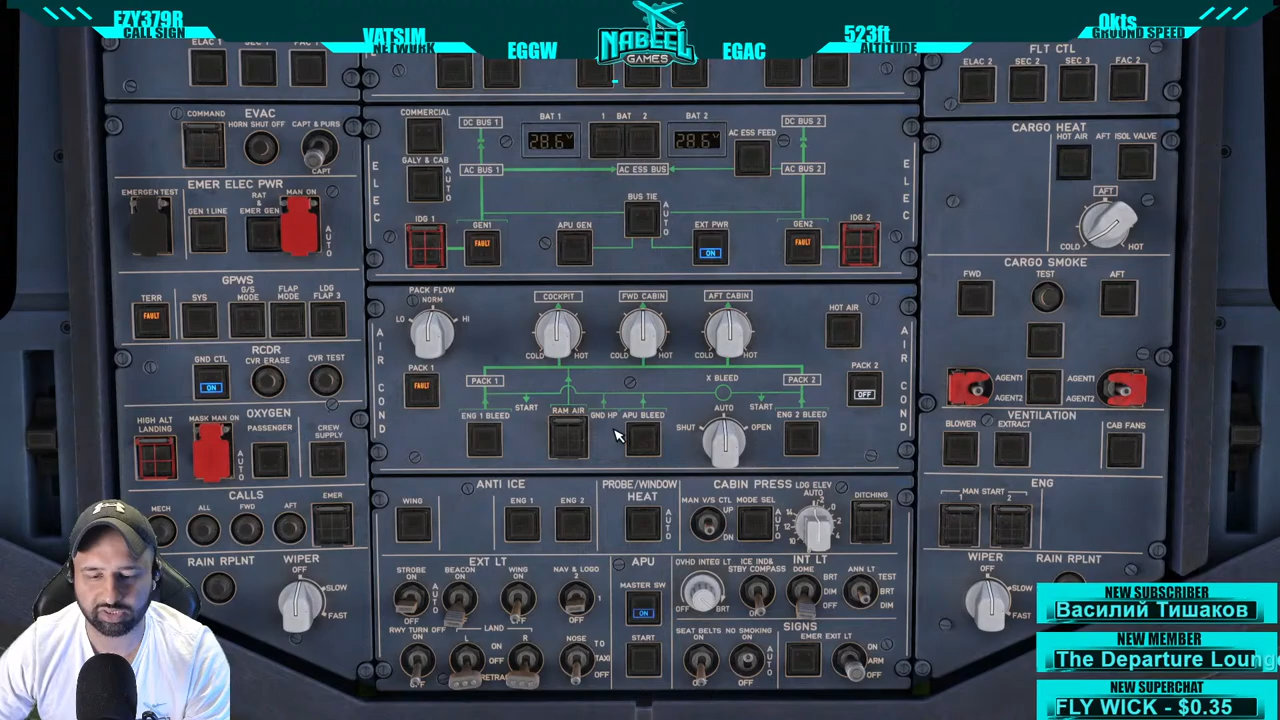 EZY379R
CALL SIGN
VATSIM
NETWORK
EGGW
NABEEL
GAMES
EGAC
523ft
ALTITUDE
0kts
GROUND SPEED
ELAC 1 SEC 1 FAC 1
FLT CTL
ELAC 2 SEC 2 SEC 3 FAC 2
EVAC
COMMAND HORN SHUT OFF CAPT & PURS
CAPT
EMER ELEC PWR
EMERGEN TEST GEN 1 LINE RAT & EMER GEN MAN ON
AUTO
GPWS
TERR SYS G/S MODE FLAP MODE LDG FLAP 3
FAULT
RCDR
GND CTL CVR ERASE CVR TEST
ON
OXYGEN
HIGH ALT LANDING MASK MAN ON PASSENGER CREW SUPPLY
AUTO
CALLS
MECH ALL FWD AFT EMER
RAIN RPLNT WIPER
OFF
SLOW
FAST
ELEC
COMMERCIAL
DC BUS 1 BAT 1 1 BAT 2 BAT 2 DC BUS 2
28.6V 28.6V
AC ESS FEED
GALY & CAB
AUTO
AC BUS 1 AC ESS BUS AC BUS 2
BUS TIE
AUTO
IDG 1 GEN1 APU GEN EXT PWR GEN2 IDG 2
FAULT ON FAULT
ELEC
AIR COND
PACK FLOW
NORM
LO HI
COCKPIT FWD CABIN AFT CABIN
HOT AIR
COLD HOT COLD HOT COLD HOT
PACK 1 PACK 1 X BLEED PACK 2 PACK 2
FAULT OFF
START START
ENG 1 BLEED RAM AIR GND HP APU BLEED AUTO ENG 2 BLEED
SHUT OPEN
AIR COND
ANTI ICE
WING ENG 1 ENG 2
PROBE/WINDOW
HEAT
AUTO
CABIN PRESS
MAN V/S CTL MODE SEL LDG ELEV DITCHING
UP
DN
AUTO
AUTO
EXT LT
STROBE BEACON WING NAV & LOGO
ON ON ON 2
AUTO
1
OFF OFF OFF OFF
RWY TURN OFF LAND NOSE
ON L R TO
ON
OFF
TAXI
OFF RETRACT OFF
APU
MASTER SW
ON
START
INT LT
OVHD INTEG LT ICE IND & STBY COMPASS DOME ANN LT
ON BRT TEST
DIM BRT
OFF BRT OFF OFF DIM
SIGNS
SEAT BELTS NO SMOKING EMER EXIT LT
ON ON ON
AUTO ARM
OFF OFF OFF
CARGO HEAT
HOT AIR AFT ISOL VALVE
AFT
COLD HOT
CARGO SMOKE
FWD TEST AFT
AGENT1 AGENT1
AGENT2 AGENT2
VENTILATION
BLOWER EXTRACT CAB FANS
ENG
MAN START
1 2
WIPER RAIN RPLNT
OFF
SLOW
FAST
NEW SUBSCRIBER
Василий Тишаков
NEW MEMBER
The Departure Lounge
NEW SUPERCHAT
FLY WICK - $0.35